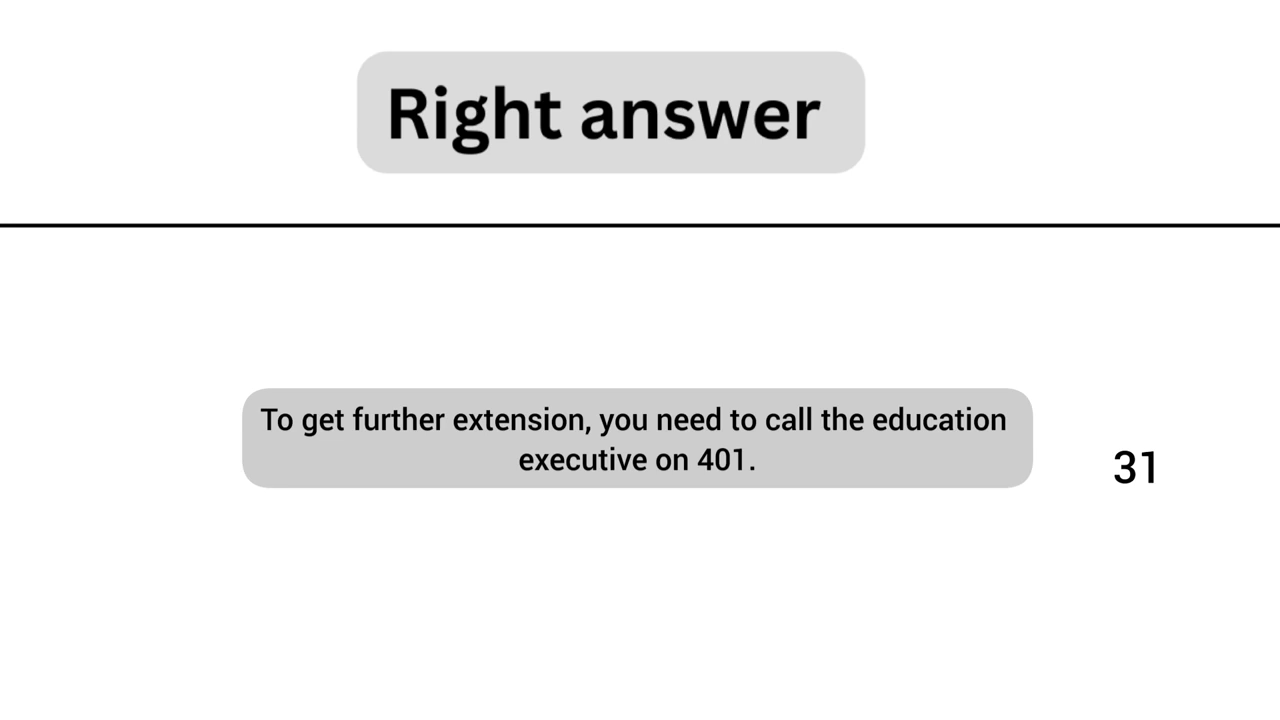 Right answer
To get further extension, you need to call the education
executive on 401.
31